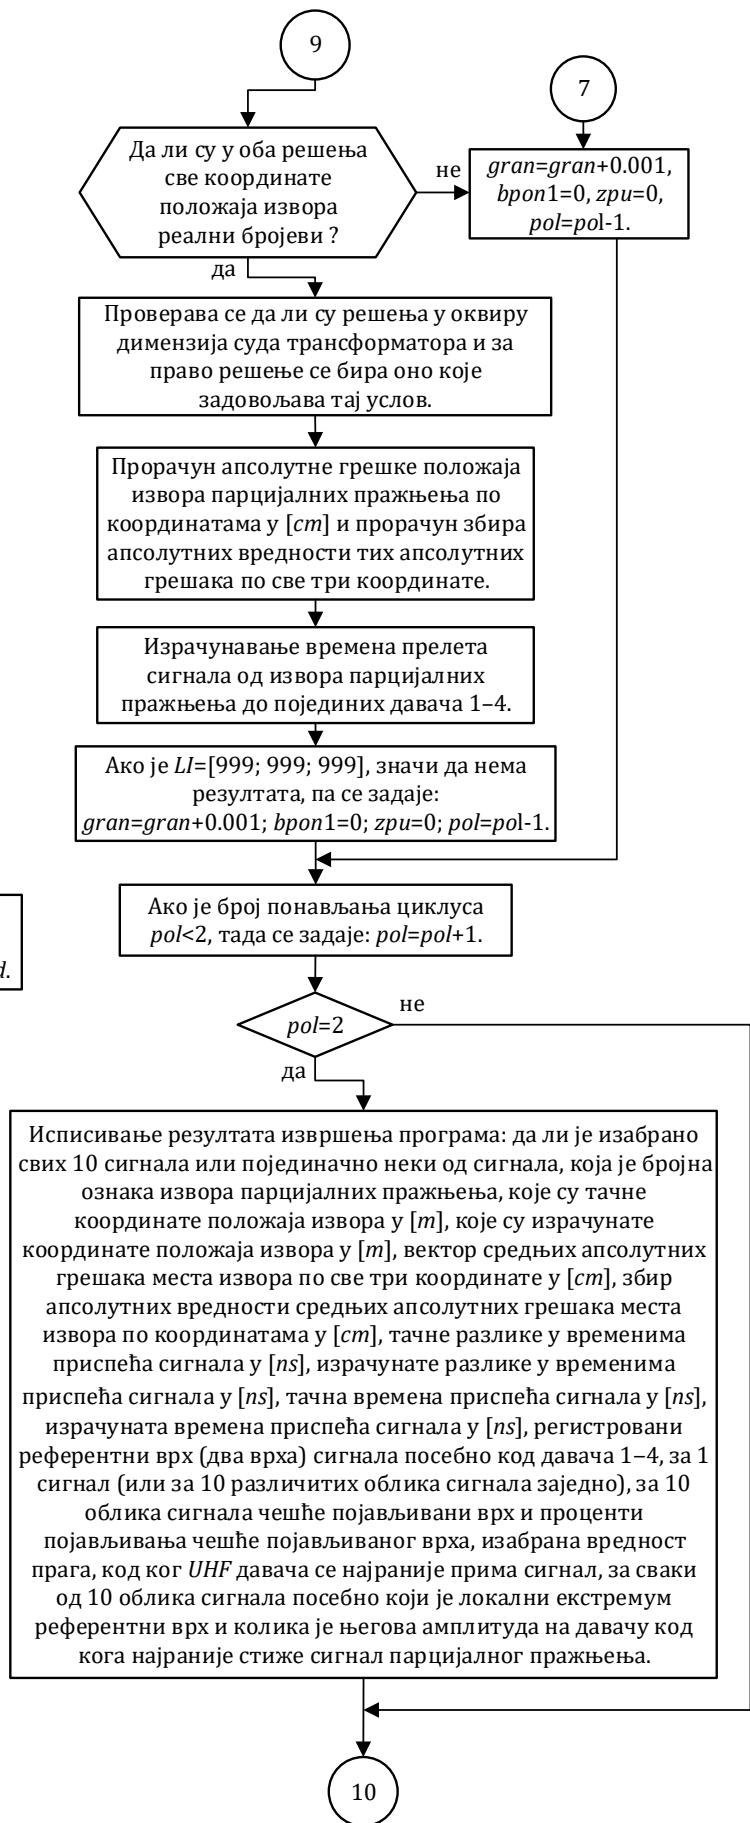 9
7
Да ли су у оба решења
све координате
положаја извора
реални бројеви ?
не
gran=gran+0.001,
bpon1=0, zpu=0,
pol=pol-1.
да
Проверава се да ли су решења у оквиру
димензија суда трансформатора и за
право решење се бира оно које
задовољава тај услов.
Прорачун апсолутне грешке положаја
извора парцијалних пражњења по
координатама у [cm] и прорачун збира
апсолутних вредности тих апсолутних
грешака по све три координате.
Израчунавање времена прелета
сигнала од извора парцијалних
пражњења до појединих давача 1–4.
Ако је LI=[999; 999; 999], значи да нема
резултата, па се задаје:
gran=gran+0.001; bpon1=0; zpu=0; pol=pol-1.
Ако је број понављања циклуса
pol<2, тада се задаје: pol=pol+1.
d.
pol=2
не
да
Исписивање резултата извршења програма: да ли је изабрано
свих 10 сигнала или појединачно неки од сигнала, која је бројна
ознака извора парцијалних пражњења, које су тачне
координате положаја извора у [m], које су израчунате
координате положаја извора у [m], вектор средњих апсолутних
грешака места извора по све три координате у [cm], збир
апсолутних вредности средњих апсолутних грешака места
извора по координатама у [cm], тачне разлике у временима
приспећа сигнала у [ns], израчунате разлике у временима
приспећа сигнала у [ns], тачна времена приспећа сигнала у [ns],
израчуната времена приспећа сигнала у [ns], регистровани
референтни врх (два врха) сигнала посебно код давача 1–4, за 1
сигнал (или за 10 различитих облика сигнала заједно), за 10
облика сигнала чешће појављивани врх и проценти
појављивања чешће појављиваног врха, изабрана вредност
прага, код ког UHF давача се најраније прима сигнал, за сваки
од 10 облика сигнала посебно који је локални екстремум
референтни врх и колика је његова амплитуда на давачу код
кога најраније стиже сигнал парцијалног пражњења.
10